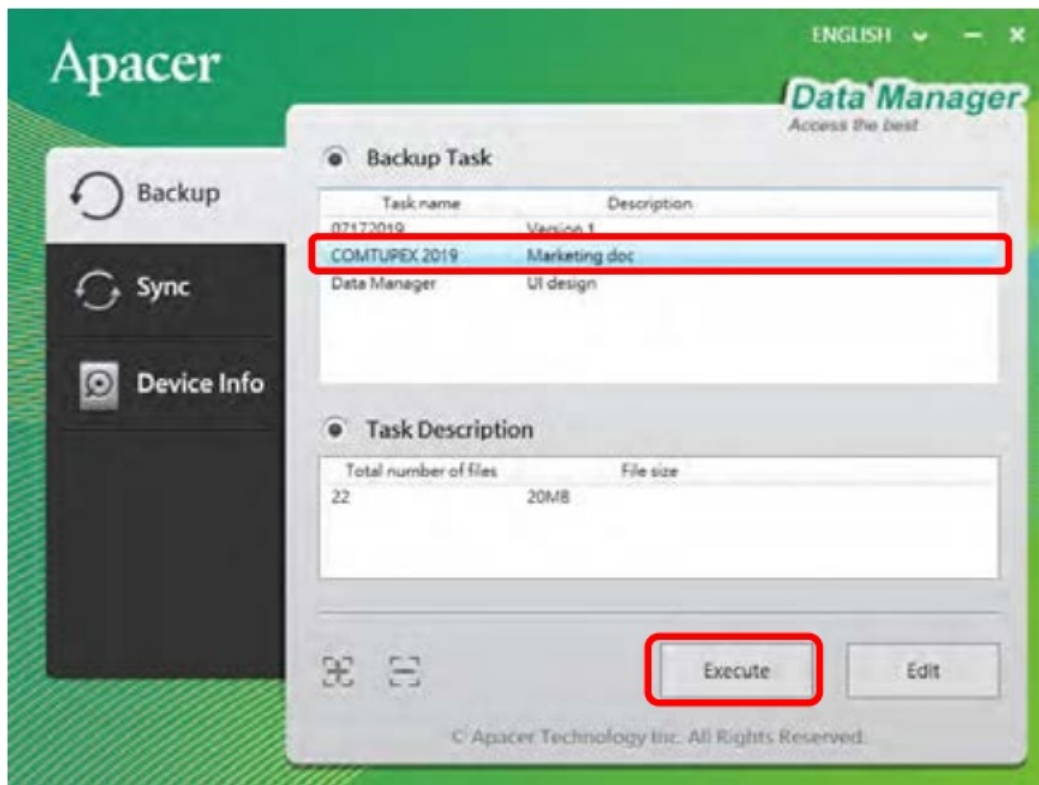 ENGLISH
Apacer
Data Manager
Access the best
Backup
Sync
Device Info
Backup Task
Task name Description
07172019 Version 1
COMTUPEX 2019 Marketing doc
Data Manager UI design
Task Description
Total number of files File size
22 20MB
Execute Edit
© Apacer Technology Inc. All Rights Reserved.